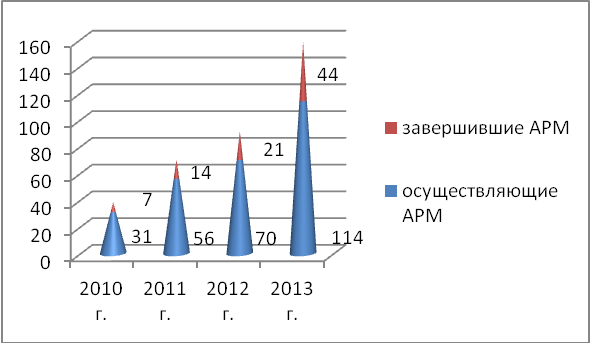 160
140
120
100
80
60
40
20
0
44
21
14
7
31
56
70
114
2010 г.
2011 г.
2012 г.
2013 г.
завершившие АРМ
осуществляющие
АРМ